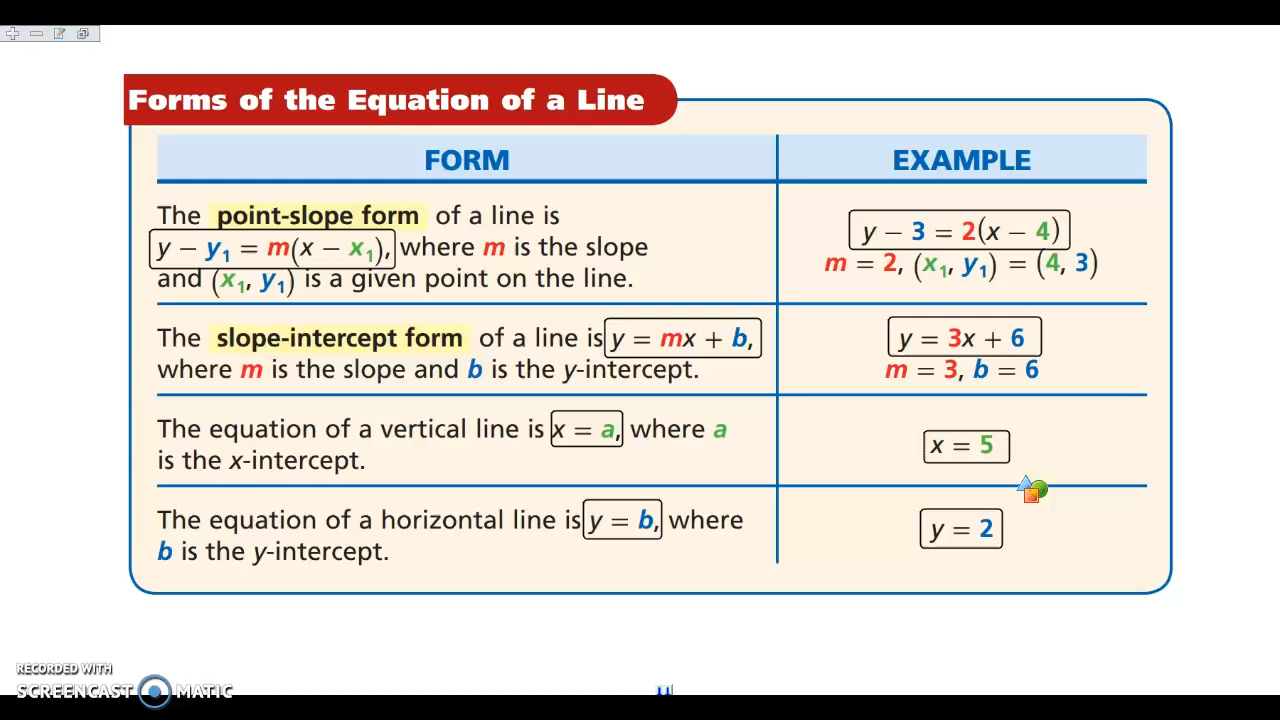 Forms of the Equation of a Line
FORM
EXAMPLE
The point-slope form of a line is
y − y₁ = m(x − x₁), where m is the slope
and (x₁, y₁) is a given point on the line.
y − 3 = 2(x − 4)
m = 2, (x₁, y₁) = (4, 3)
The slope-intercept form of a line is y = mx + b,
where m is the slope and b is the y-intercept.
y = 3x + 6
m = 3, b = 6
The equation of a vertical line is x = a, where a
is the x-intercept.
x = 5
The equation of a horizontal line is y = b, where
b is the y-intercept.
y = 2
RECORDED WITH
SCREENCAST MATIC